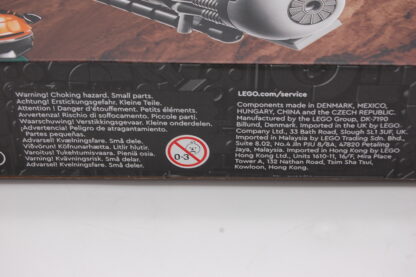 Warning! Choking hazard. Small parts.
Achtung! Erstickungsgefahr. Kleine Teile.
Attention ! Danger d'étouffement. Petits éléments.
Avvertenza! Rischio di soffocamento. Piccole parti.
Waarschuwing! Verstikkingsgevaar. Kleine onderdelen.
¡Advertencia! Peligro de atragantamiento.
Partes pequeñas.
Advarsel! Kvælningsfare. Små dele.
Viðvörun! Köfnunarhætta. Litlir hlutir.
Varoitus! Tukehtumisvaara. Pieniä osia.
Varning! Kvävningsrisk. Små delar.
Advarsel! Kvelningsfare. Små deler.
0-3
LEGO.com/service
Components made in DENMARK, MEXICO,
HUNGARY, CHINA and the CZECH REPUBLIC.
Manufactured by the LEGO Group, DK-7190
Billund, Denmark. Imported in the UK by LEGO
Company Ltd., 33 Bath Road, Slough SL1 3UF, UK.
Imported in Malaysia by LEGO Trading Sdn. Bhd.,
Suite 8.02, No.4 Jln PJU 8/8A, 47820 Petaling
Jaya, Malaysia. Imported in Hong Kong by LEGO
Hong Kong Ltd., Units 1610-11, 16/F, Mira Place
Tower A, 132 Nathan Road, Tsim Sha Tsui,
Kowloon, Hong Kong.